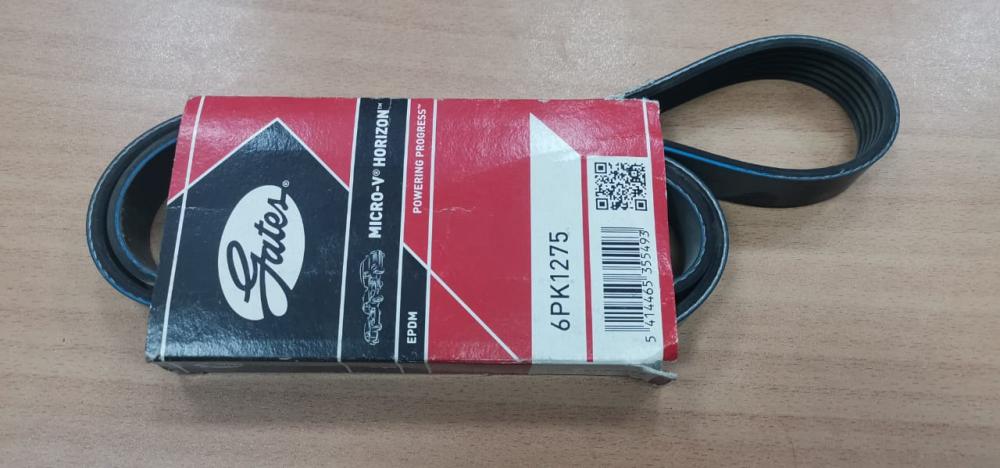 Gates®
MICRO-V® HORIZON™
EPDM
POWERING PROGRESS™
6PK1275
5 414465 355493